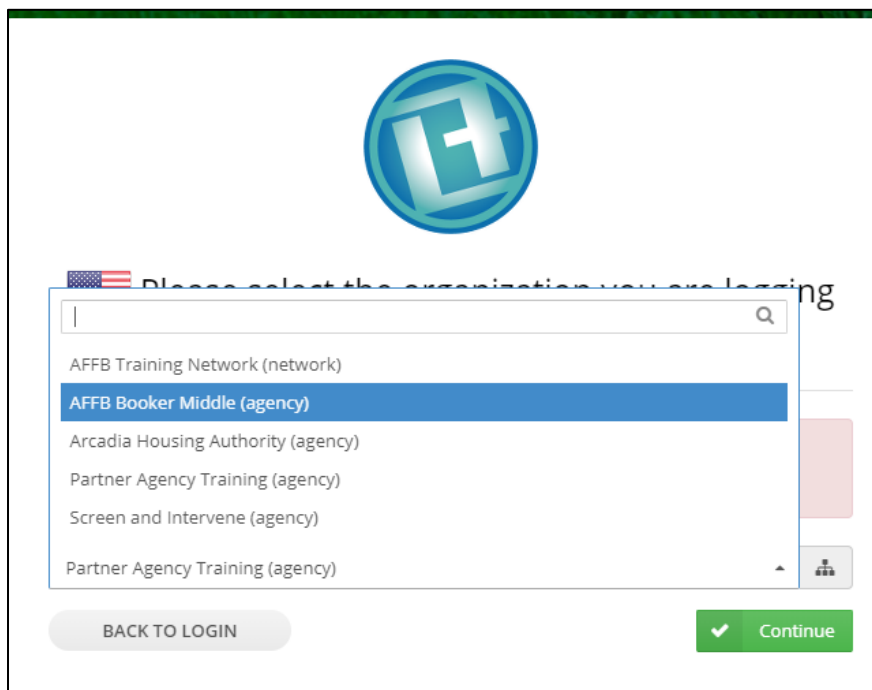 Please select the organization you are logging
AFFB Training Network (network)
AFFB Booker Middle (agency)
Arcadia Housing Authority (agency)
Partner Agency Training (agency)
Screen and Intervene (agency)
Partner Agency Training (agency)
BACK TO LOGIN
Continue